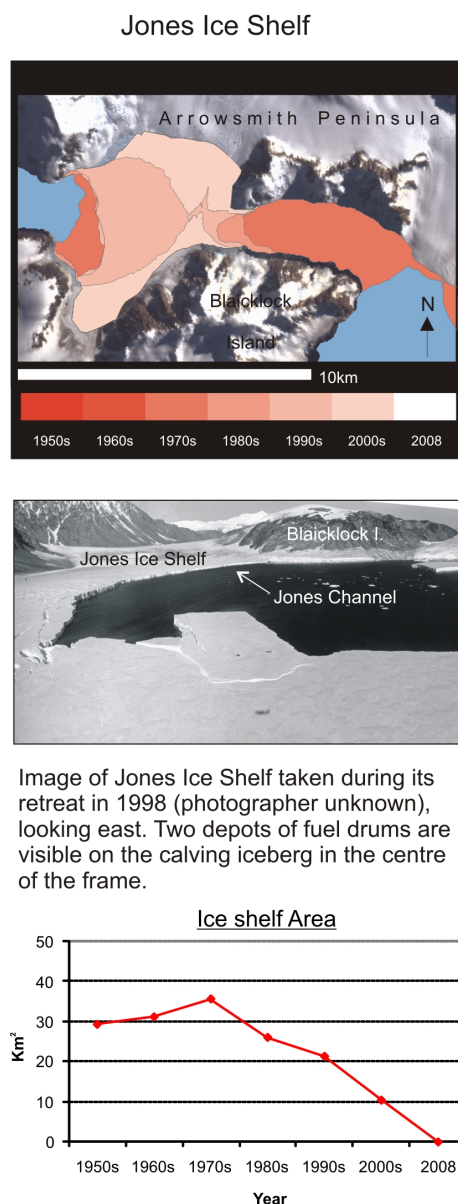 Jones Ice Shelf
Arrowsmith Peninsula
Blaicklock
Island
N
10km
1950s 1960s 1970s 1980s 1990s 2000s 2008
Blaicklock I.
Jones Ice Shelf
Jones Channel
Image of Jones Ice Shelf taken during its
retreat in 1998 (photographer unknown),
looking east. Two depots of fuel drums are
visible on the calving iceberg in the centre
of the frame.
Ice shelf Area
50
40
30
20
10
0
Km²
1950s 1960s 1970s 1980s 1990s 2000s 2008
Year